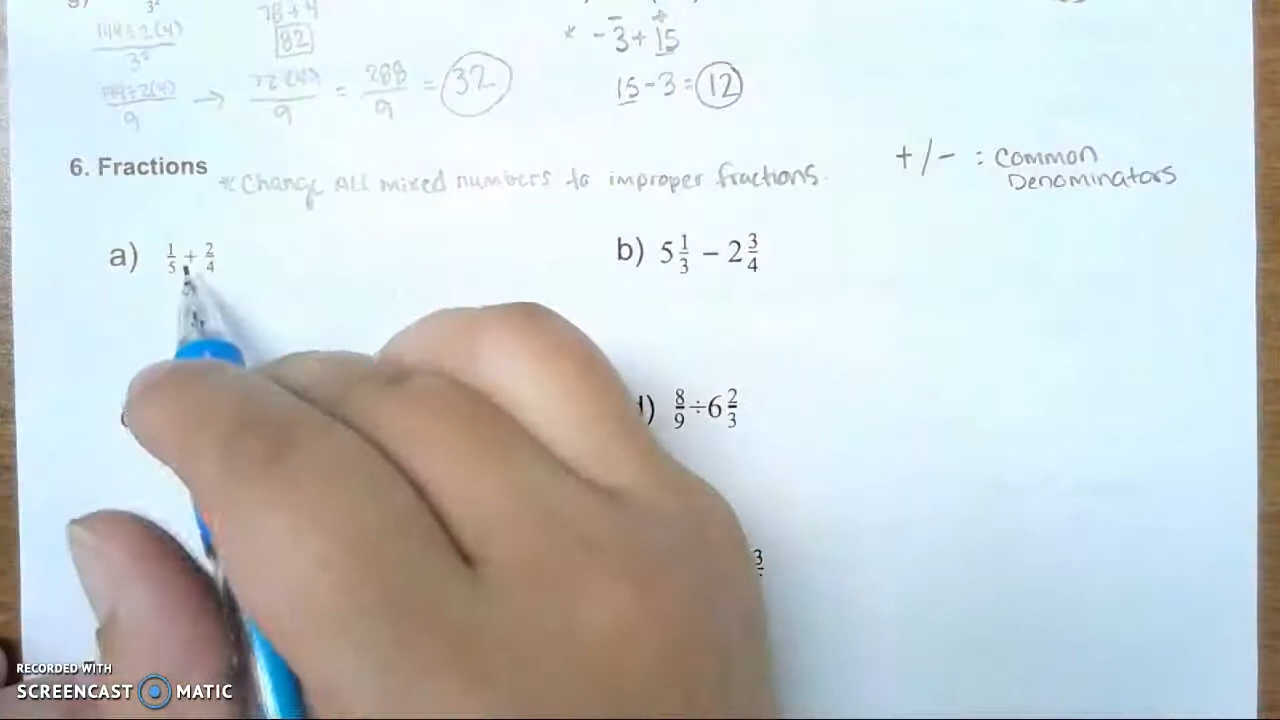 3²
144÷2(4)
3²
78+4
82
* -3+15
144÷2(4) → 72(4) = 288 = 32
9 9 9
15-3=12
6. Fractions *Change All mixed numbers to improper fractions.
+/- : Common
Denominators
a) 1/5 + 2/4
b) 5 1/3 − 2 3/4
d) 8/9 ÷ 6 2/3
3
RECORDED WITH
SCREENCAST MATIC